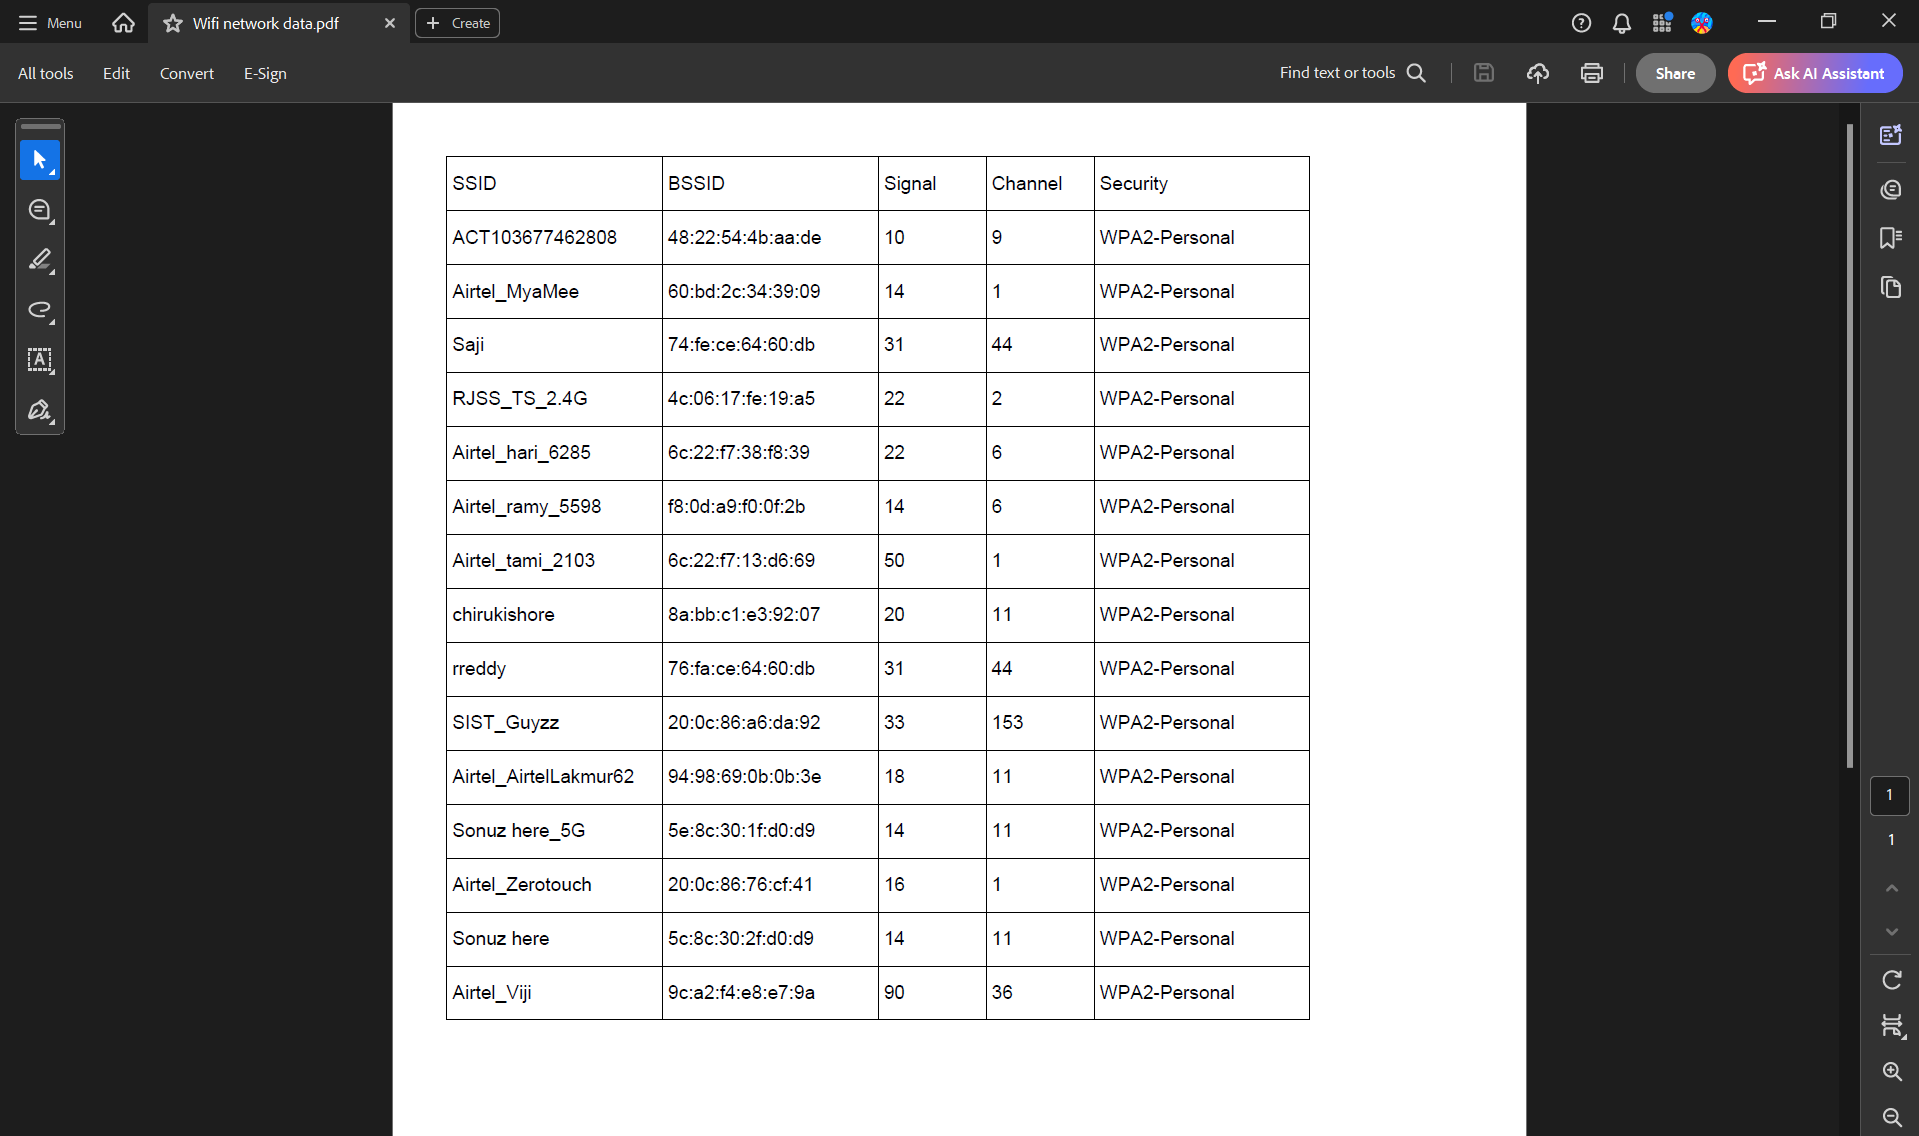 Menu
Wifi network data.pdf
Create
All tools
Edit
Convert
E-Sign
Find text or tools
Share
Ask AI Assistant
SSID BSSID Signal Channel Security
ACT103677462808 48:22:54:4b:aa:de 10 9 WPA2-Personal
Airtel_MyaMee 60:bd:2c:34:39:09 14 1 WPA2-Personal
Saji 74:fe:ce:64:60:db 31 44 WPA2-Personal
RJSS_TS_2.4G 4c:06:17:fe:19:a5 22 2 WPA2-Personal
Airtel_hari_6285 6c:22:f7:38:f8:39 22 6 WPA2-Personal
Airtel_ramy_5598 f8:0d:a9:f0:0f:2b 14 6 WPA2-Personal
Airtel_tami_2103 6c:22:f7:13:d6:69 50 1 WPA2-Personal
chirukishore 8a:bb:c1:e3:92:07 20 11 WPA2-Personal
rreddy 76:fa:ce:64:60:db 31 44 WPA2-Personal
SIST_Guyzz 20:0c:86:a6:da:92 33 153 WPA2-Personal
Airtel_AirtelLakmur62 94:98:69:0b:0b:3e 18 11 WPA2-Personal
Sonuz here_5G 5e:8c:30:1f:d0:d9 14 11 WPA2-Personal
Airtel_Zerotouch 20:0c:86:76:cf:41 16 1 WPA2-Personal
Sonuz here 5c:8c:30:2f:d0:d9 14 11 WPA2-Personal
Airtel_Viji 9c:a2:f4:e8:e7:9a 90 36 WPA2-Personal
1
1